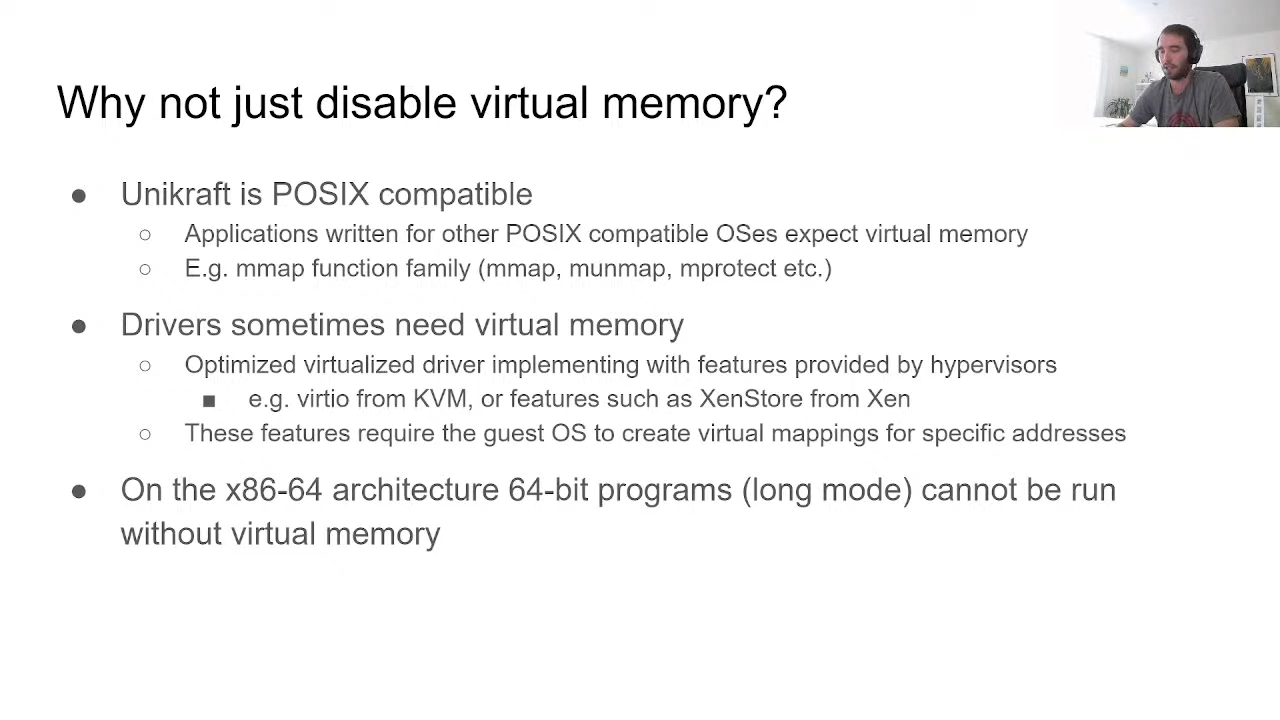 Why not just disable virtual memory?
● Unikraft is POSIX compatible
○ Applications written for other POSIX compatible OSes expect virtual memory
○ E.g. mmap function family (mmap, munmap, mprotect etc.)
● Drivers sometimes need virtual memory
○ Optimized virtualized driver implementing with features provided by hypervisors
■ e.g. virtio from KVM, or features such as XenStore from Xen
○ These features require the guest OS to create virtual mappings for specific addresses
● On the x86-64 architecture 64-bit programs (long mode) cannot be run
without virtual memory